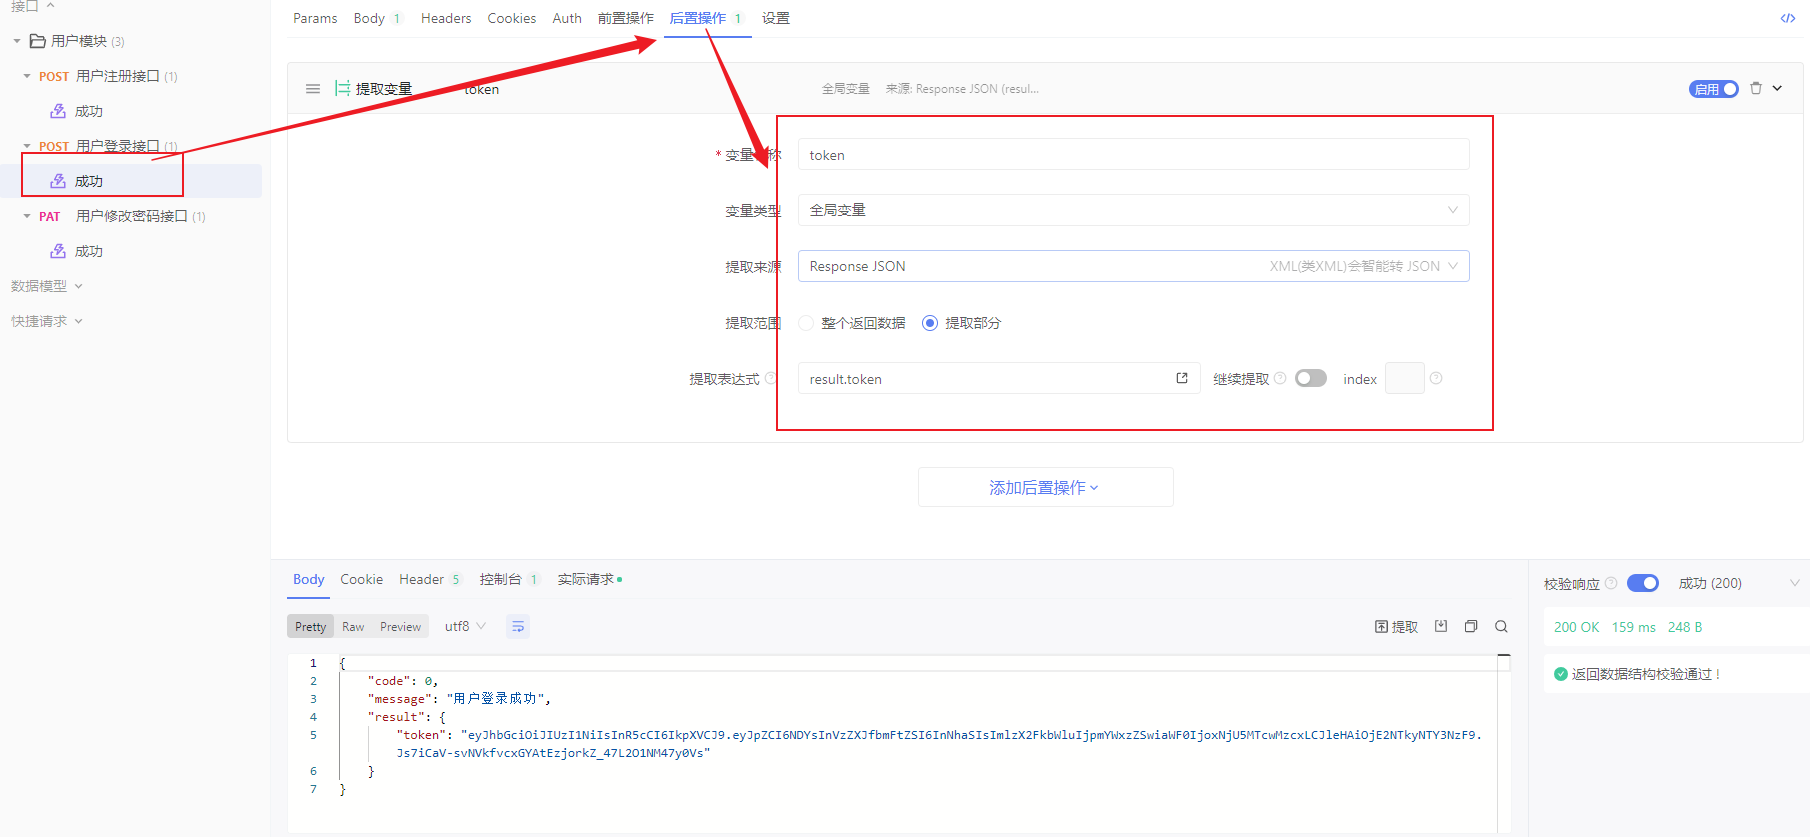 接口
用户模块 (3)
POST 用户注册接口 (1)
成功
POST 用户登录接口 (1)
成功
PAT 用户修改密码接口 (1)
成功
数据模型
快捷请求
Params Body 1 Headers Cookies Auth 前置操作 后置操作 1 设置
提取变量 token 全局变量 来源: Response JSON (resul... 启用
* 变量 称 token
变量类型 全局变量
提取来源 Response JSON XML(类XML)会智能转 JSON
提取范围 整个返回数据 提取部分
提取表达式 ? result.token 继续提取 ? index ?
添加后置操作
Body Cookie Header 5 控制台 1 实际请求
Pretty Raw Preview utf8 提取
1 {
2 "code": 0,
3 "message": "用户登录成功",
4 "result": {
5 "token": "eyJhbGciOiJIUzI1NiIsInR5cCI6IkpXVCJ9.eyJpZCI6NDYsInVzZXJfbmFtZSI6InNhaSIsImlzX2FkbWluIjpmYWxzZSwiaWF0IjoxNjU5MTcwMzcxLCJleHAiOjE2NTkyNTY3NzF9.
Js7iCaV-svNVkfvcxGYAtEzjorkZ_47L2O1NM47y0Vs"
6 }
7 }
校验响应 ? 成功 (200)
200 OK 159 ms 248 B
返回数据结构校验通过！